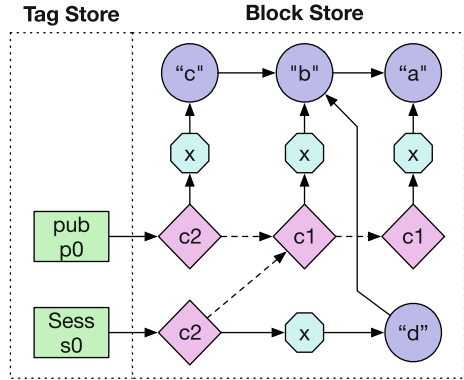 Tag Store Block Store
“c" "b" “a"
x x x
pub
p0
c2 c1 c1
Sess
s0
c2 x “d”